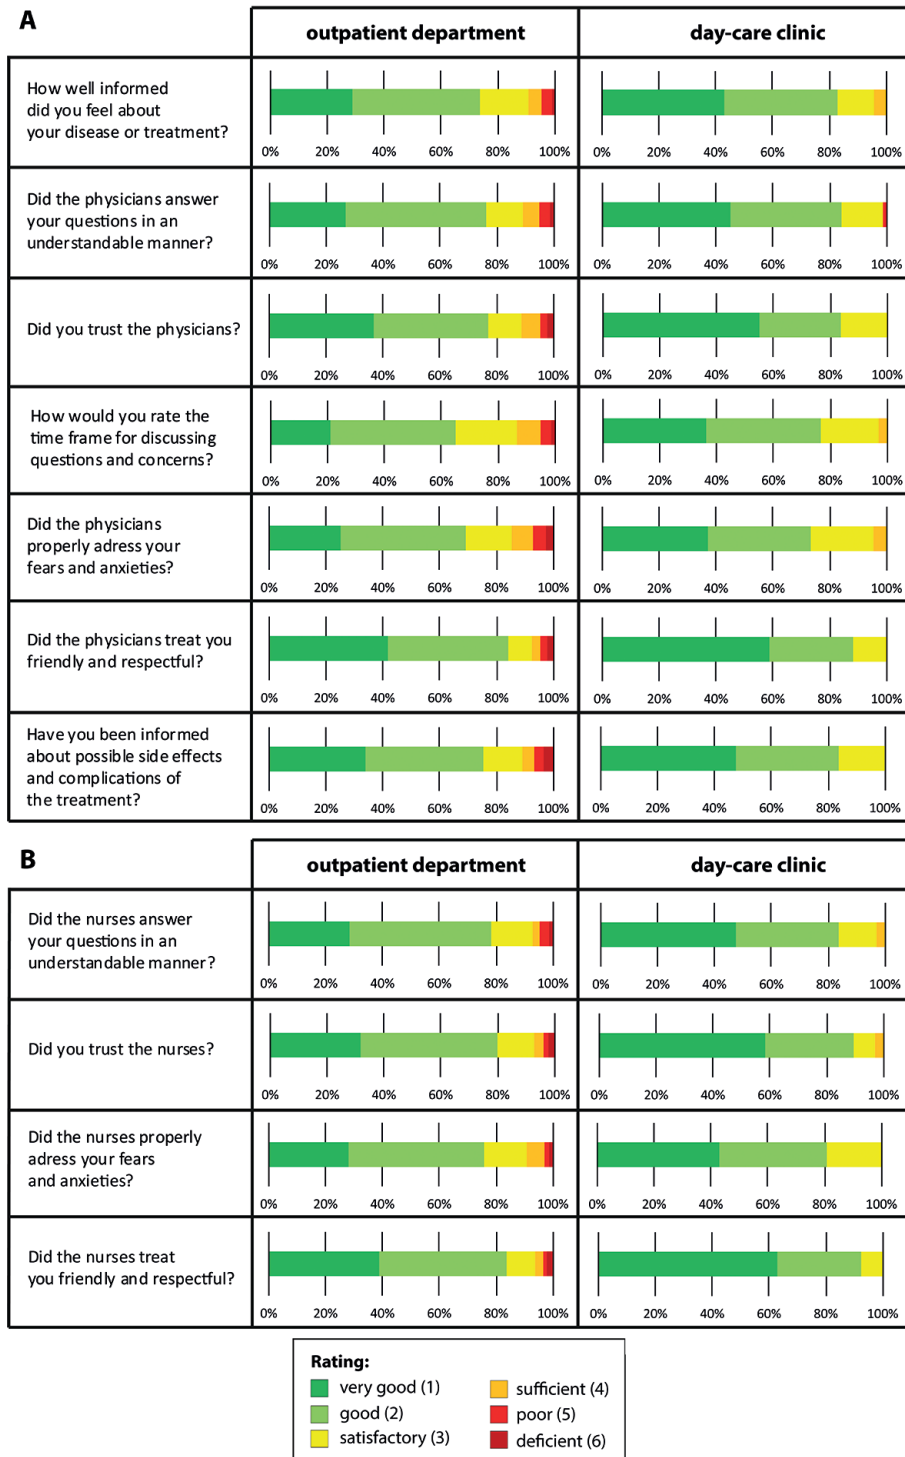 A
outpatient department
day-care clinic
How well informed
did you feel about
your disease or treatment?
0% 20% 40% 60% 80% 100%
0% 20% 40% 60% 80% 100%
Did the physicians answer
your questions in an
understandable manner?
0% 20% 40% 60% 80% 100%
0% 20% 40% 60% 80% 100%
Did you trust the physicians?
0% 20% 40% 60% 80% 100%
0% 20% 40% 60% 80% 100%
How would you rate the
time frame for discussing
questions and concerns?
0% 20% 40% 60% 80% 100%
0% 20% 40% 60% 80% 100%
Did the physicians
properly adress your
fears and anxieties?
0% 20% 40% 60% 80% 100%
0% 20% 40% 60% 80% 100%
Did the physicians treat you
friendly and respectful?
0% 20% 40% 60% 80% 100%
0% 20% 40% 60% 80% 100%
Have you been informed
about possible side effects
and complications of
the treatment?
0% 20% 40% 60% 80% 100%
0% 20% 40% 60% 80% 100%
B
outpatient department
day-care clinic
Did the nurses answer
your questions in an
understandable manner?
0% 20% 40% 60% 80% 100%
0% 20% 40% 60% 80% 100%
Did you trust the nurses?
0% 20% 40% 60% 80% 100%
0% 20% 40% 60% 80% 100%
Did the nurses properly
adress your fears
and anxieties?
0% 20% 40% 60% 80% 100%
0% 20% 40% 60% 80% 100%
Did the nurses treat
you friendly and respectful?
0% 20% 40% 60% 80% 100%
0% 20% 40% 60% 80% 100%
Rating:
very good (1)
good (2)
satisfactory (3)
sufficient (4)
poor (5)
deficient (6)